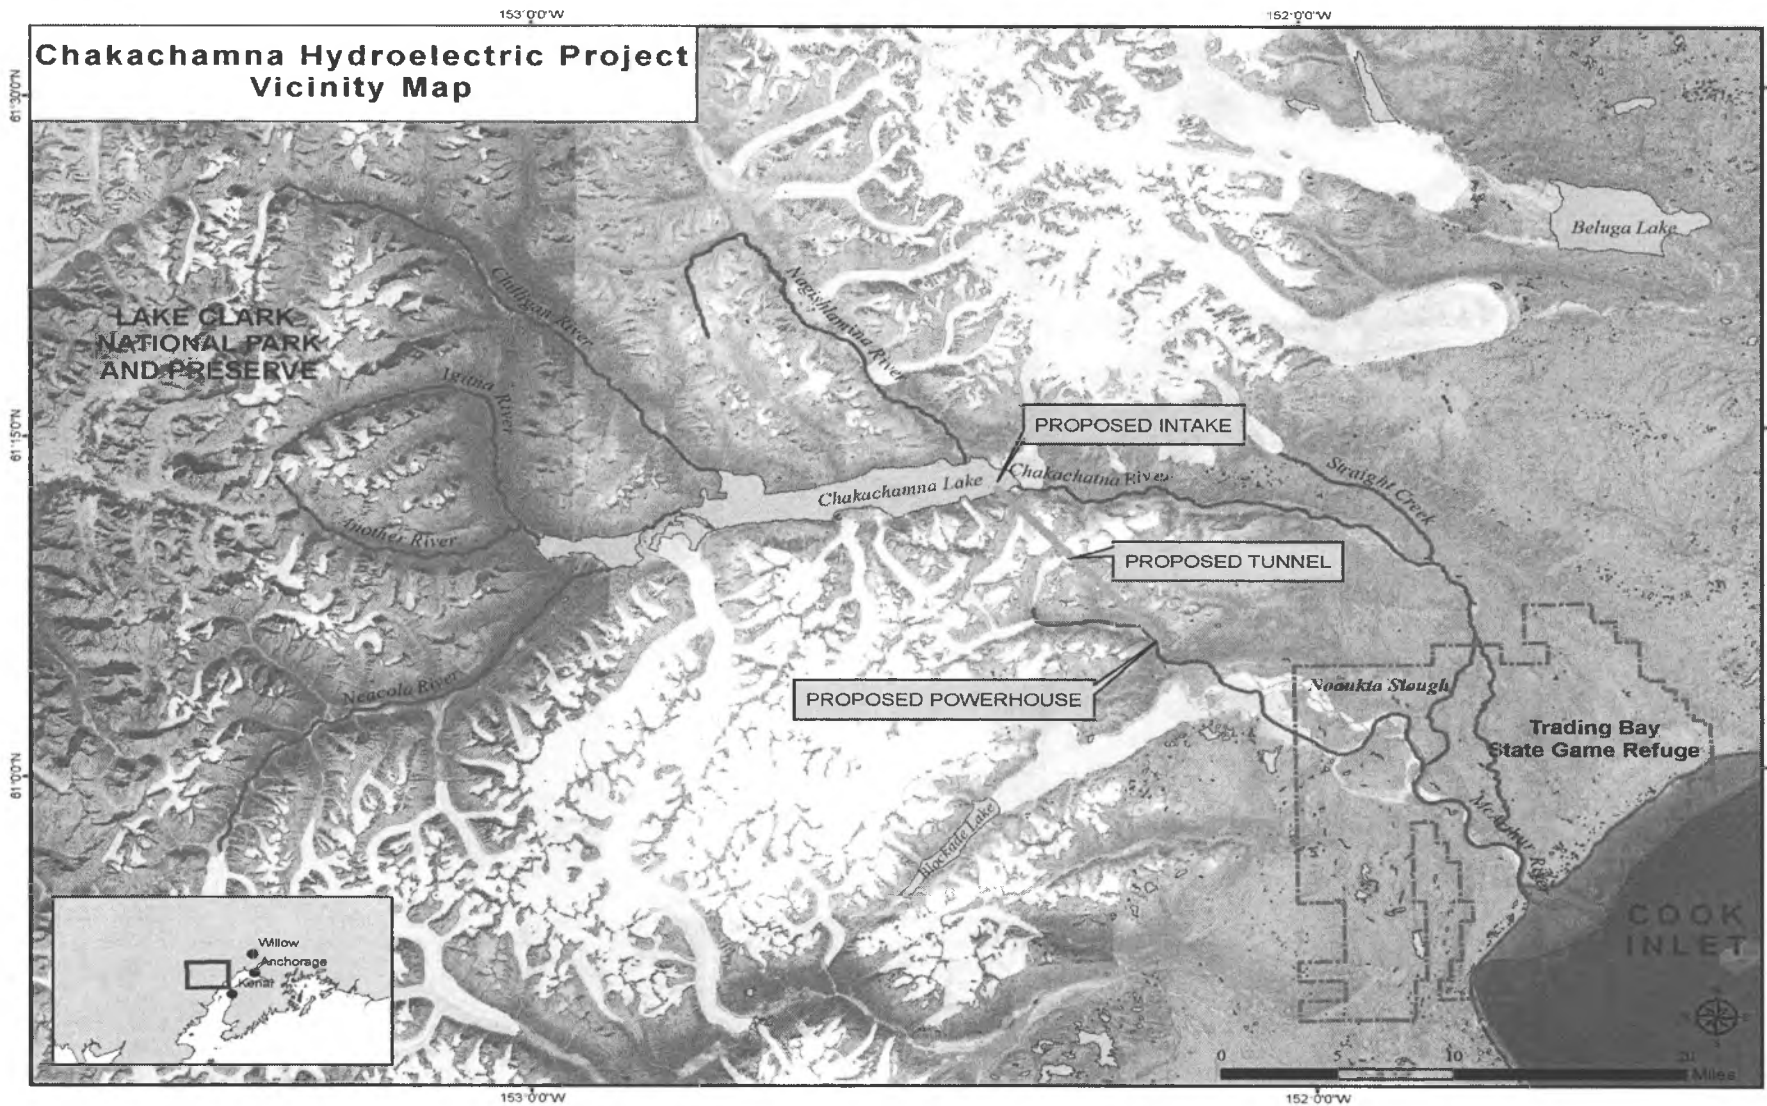 153°0'0"W
152°0'0"W
Chakachamna Hydroelectric Project
Vicinity Map
61°30'0"N
61°15'0"N
61°0'0"N
Beluga Lake
Chilligan River
Nagishlamina River
LAKE CLARK
NATIONAL PARK
AND PRESERVE
Igitna
River
PROPOSED INTAKE
Chakachamna Lake
Chakachatna River
Straight Creek
Another River
PROPOSED TUNNEL
Neacola River
PROPOSED POWERHOUSE
Noaukta Slough
Trading Bay
State Game Refuge
Blockade Lake
McArthur River
COOK
INLET
Willow
Anchorage
Kenai
0 5 10 20
Miles
153°0'0"W
152°0'0"W